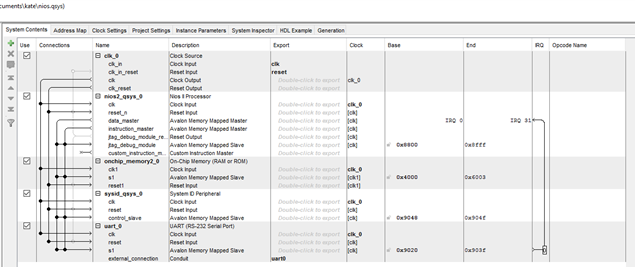 cuments\kate\nios.qsys)
System Contents Address Map Clock Settings Project Settings Instance Parameters System Inspector HDL Example Generation
Use Connections Name Description Export Clock Base End IRQ Opcode Name
clk_0 Clock Source
clk_in Clock Input clk
clk_in_reset Reset Input reset
clk Clock Output Double-click to export clk_0
clk_reset Reset Output Double-click to export
nios2_qsys_0 Nios II Processor
clk Clock Input Double-click to export clk_0
reset_n Reset Input Double-click to export [clk]
data_master Avalon Memory Mapped Master Double-click to export [clk] IRQ 0 IRQ 31
instruction_master Avalon Memory Mapped Master Double-click to export [clk]
jtag_debug_module_re... Reset Output Double-click to export [clk]
jtag_debug_module Avalon Memory Mapped Slave Double-click to export [clk] 0x8800 0x8fff
custom_instruction_m... Custom Instruction Master Double-click to export
onchip_memory2_0 On-Chip Memory (RAM or ROM)
clk1 Clock Input Double-click to export clk_0
s1 Avalon Memory Mapped Slave Double-click to export [clk1] 0x4000 0x6003
reset1 Reset Input Double-click to export [clk1]
sysid_qsys_0 System ID Peripheral
clk Clock Input Double-click to export clk_0
reset Reset Input Double-click to export [clk]
control_slave Avalon Memory Mapped Slave Double-click to export [clk] 0x9048 0x904f
uart_0 UART (RS-232 Serial Port)
clk Clock Input Double-click to export clk_0
reset Reset Input Double-click to export [clk]
s1 Avalon Memory Mapped Slave Double-click to export [clk] 0x9020 0x903f
external_connection Conduit uart0